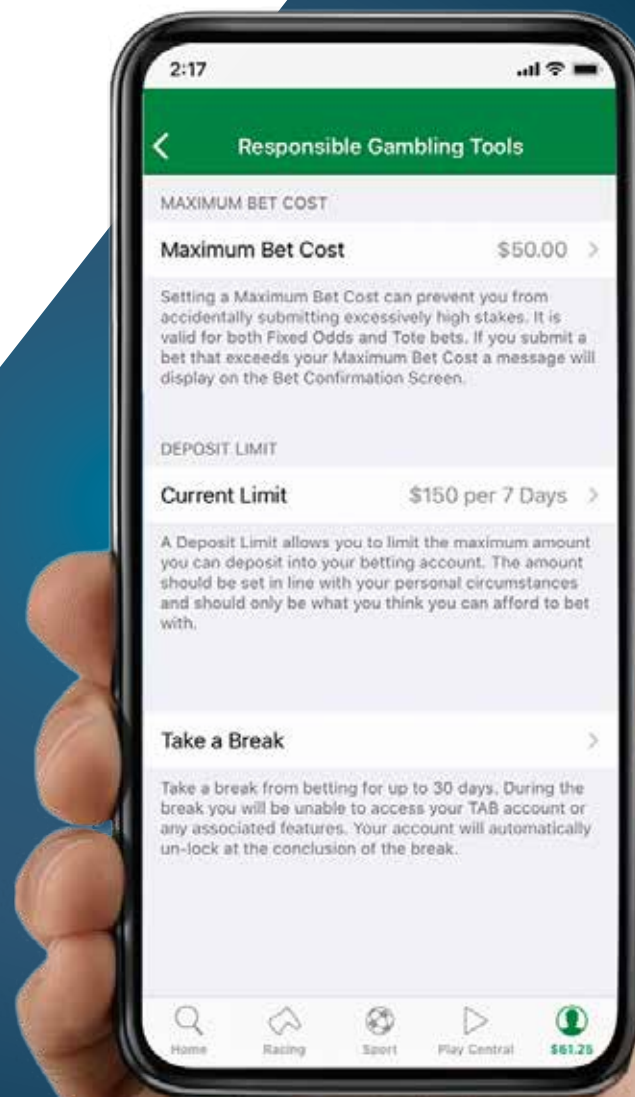 2:17
Responsible Gambling Tools
MAXIMUM BET COST
Maximum Bet Cost $50.00
Setting a Maximum Bet Cost can prevent you from
accidentally submitting excessively high stakes. It is
valid for both Fixed Odds and Tote bets. If you submit a
bet that exceeds your Maximum Bet Cost a message will
display on the Bet Confirmation Screen.
DEPOSIT LIMIT
Current Limit $150 per 7 Days
A Deposit Limit allows you to limit the maximum amount
you can deposit into your betting account. The amount
should be set in line with your personal circumstances
and should only be what you think you can afford to bet
with.
Take a Break
Take a break from betting for up to 30 days. During the
break you will be unable to access your TAB account or
any associated features. Your account will automatically
un-lock at the conclusion of the break.
Home Racing Sport Play Central $61.25